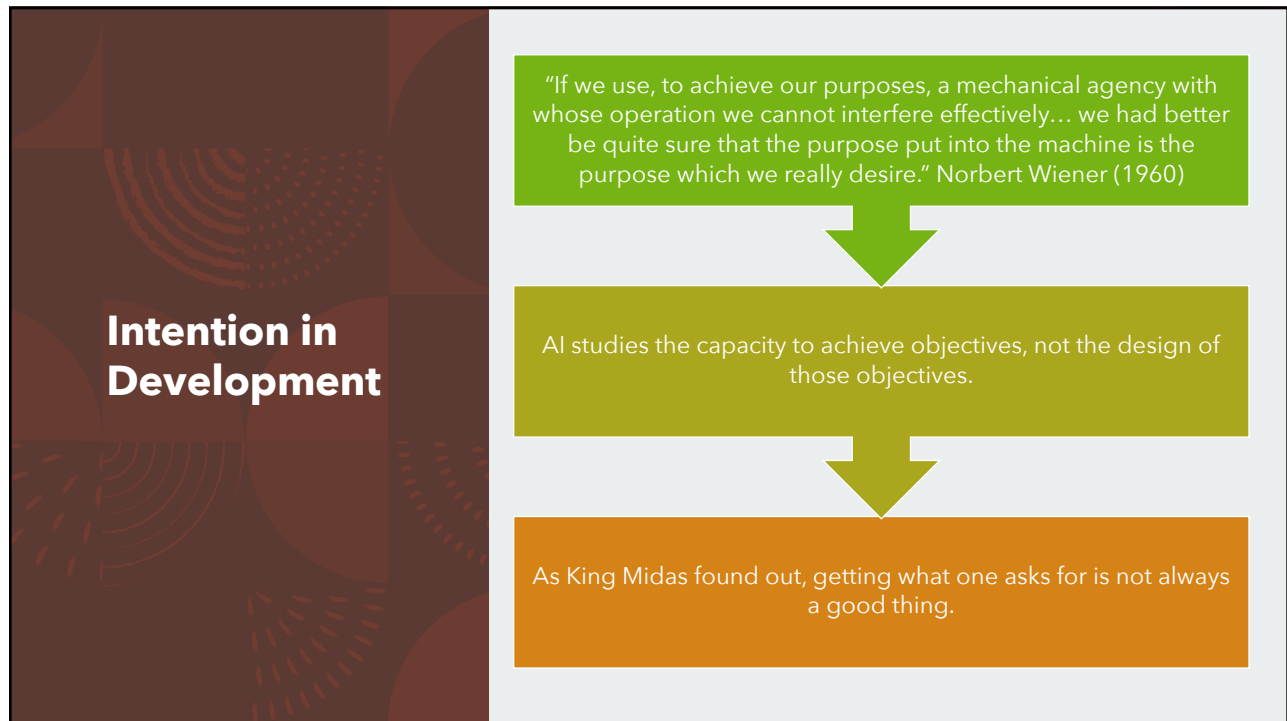 Intention in
Development
“If we use, to achieve our purposes, a mechanical agency with
whose operation we cannot interfere effectively… we had better
be quite sure that the purpose put into the machine is the
purpose which we really desire.” Norbert Wiener (1960)
AI studies the capacity to achieve objectives, not the design of
those objectives.
As King Midas found out, getting what one asks for is not always
a good thing.